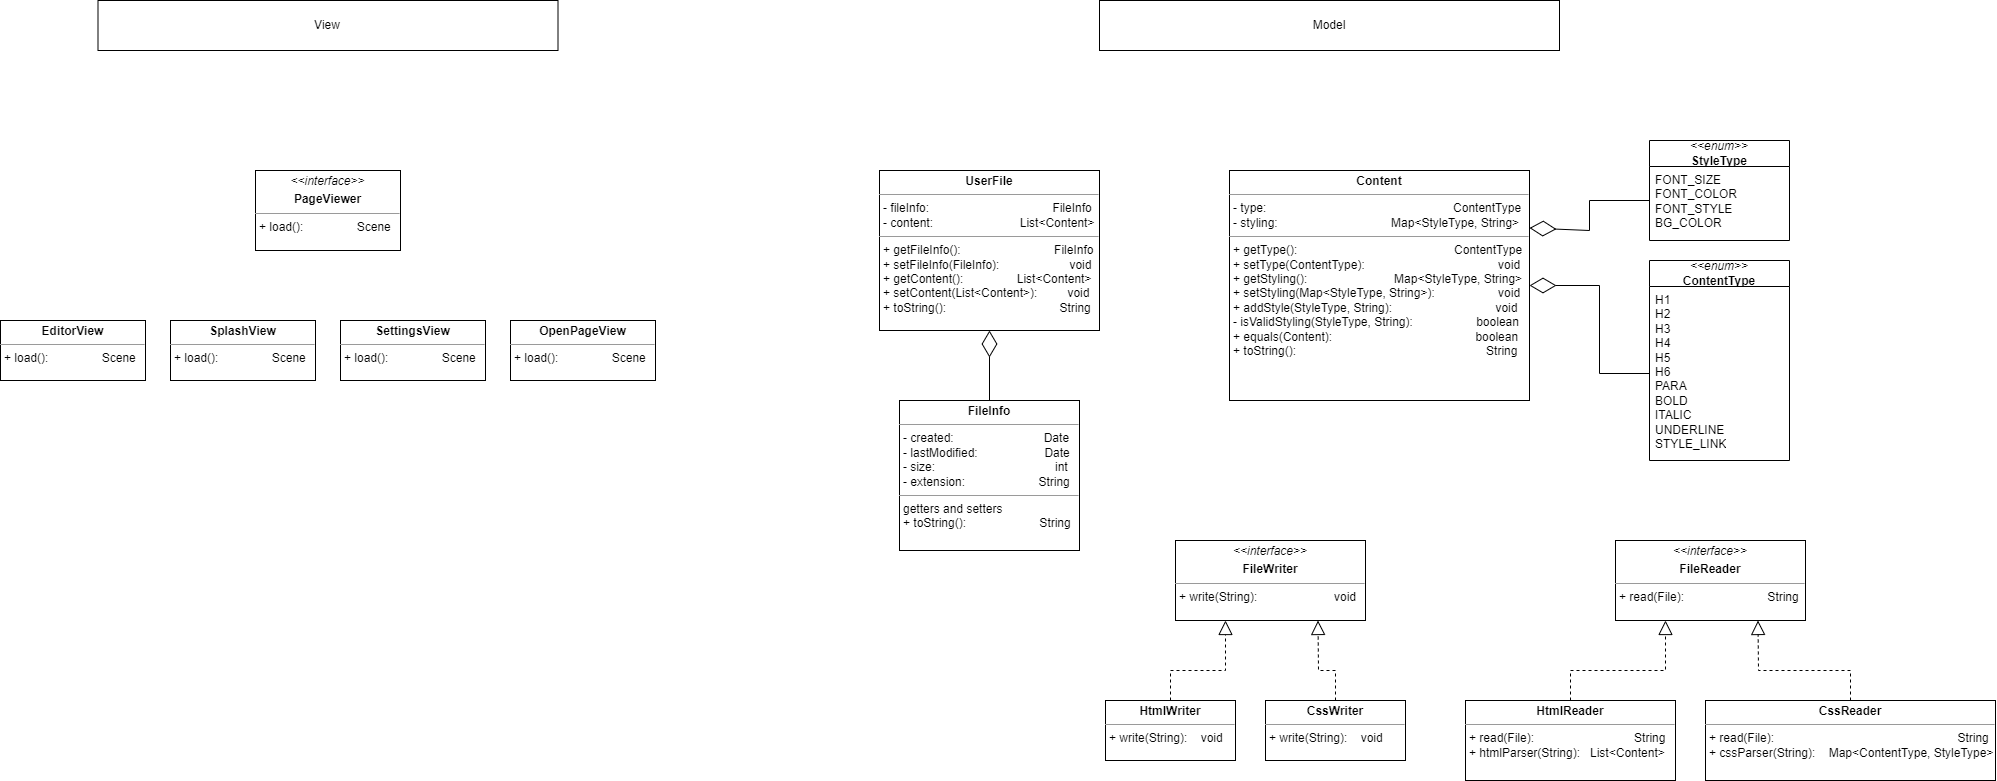 View
Model
<<interface>>
PageViewer
+ load(): Scene
EditorView
+ load(): Scene
SplashView
+ load(): Scene
SettingsView
+ load(): Scene
OpenPageView
+ load(): Scene
UserFile
- fileInfo: FileInfo
- content: List<Content>
+ getFileInfo(): FileInfo
+ setFileInfo(FileInfo): void
+ getContent(): List<Content>
+ setContent(List<Content>): void
+ toString(): String
FileInfo
- created: Date
- lastModified: Date
- size: int
- extension: String
getters and setters
+ toString(): String
Content
- type: ContentType
- styling: Map<StyleType, String>
+ getType(): ContentType
+ setType(ContentType): void
+ getStyling(): Map<StyleType, String>
+ setStyling(Map<StyleType, String>): void
+ addStyle(StyleType, String): void
- isValidStyling(StyleType, String): boolean
+ equals(Content): boolean
+ toString(): String
<<enum>>
StyleType
FONT_SIZE
FONT_COLOR
FONT_STYLE
BG_COLOR
<<enum>>
ContentType
H1
H2
H3
H4
H5
H6
PARA
BOLD
ITALIC
UNDERLINE
STYLE_LINK
<<interface>>
FileWriter
+ write(String): void
<<interface>>
FileReader
+ read(File): String
HtmlWriter
+ write(String): void
CssWriter
+ write(String): void
HtmlReader
+ read(File): String
+ htmlParser(String): List<Content>
CssReader
+ read(File): String
+ cssParser(String): Map<ContentType, StyleType>